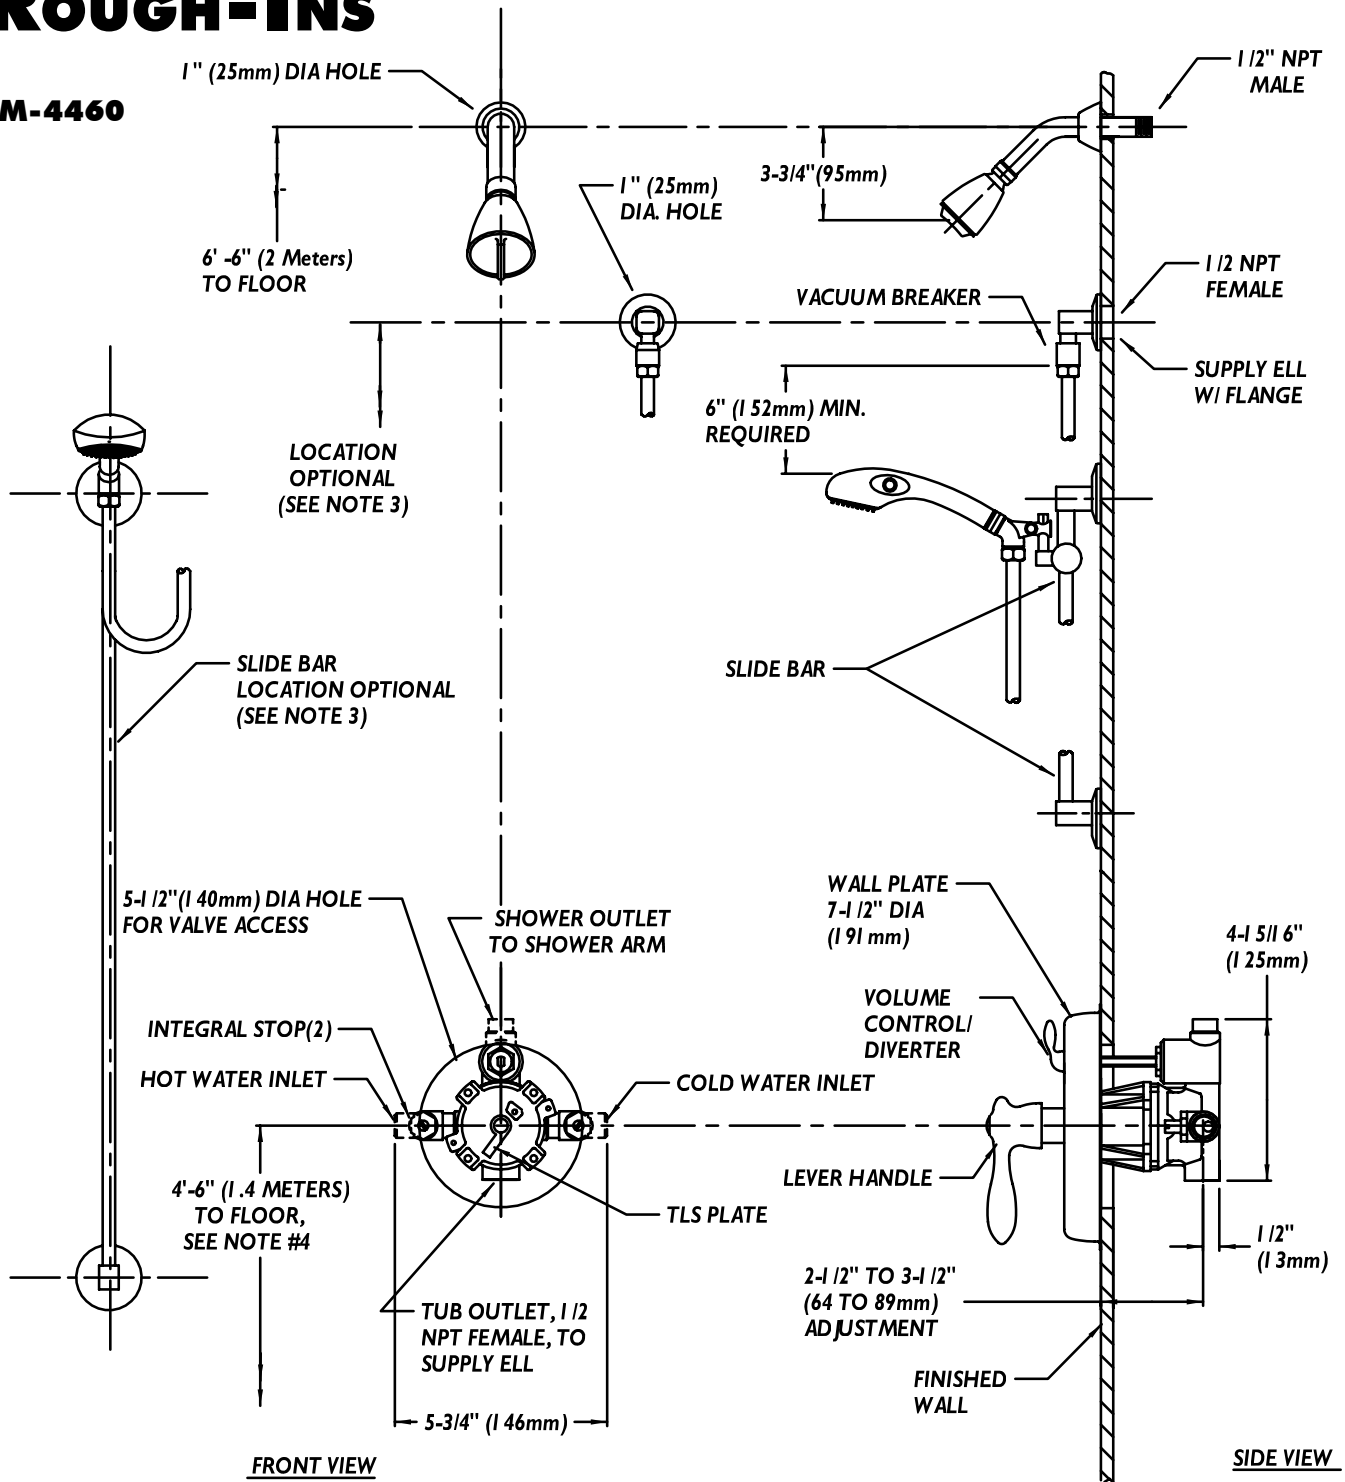 ROUGH-INS
M-4460
1" (25mm) DIA HOLE
1/2" NPT
MALE
3-3/4"(95mm)
1" (25mm)
DIA. HOLE
6' -6" (2 Meters)
TO FLOOR
1/2 NPT
FEMALE
VACUUM BREAKER
SUPPLY ELL
W/ FLANGE
6" (152mm) MIN.
REQUIRED
LOCATION
OPTIONAL
(SEE NOTE 3)
SLIDE BAR
LOCATION OPTIONAL
(SEE NOTE 3)
SLIDE BAR
5-1/2"(140mm) DIA HOLE
FOR VALVE ACCESS
SHOWER OUTLET
TO SHOWER ARM
WALL PLATE
7-1/2" DIA
(191 mm)
4-15/16"
(125mm)
VOLUME
CONTROL/
DIVERTER
INTEGRAL STOP(2)
HOT WATER INLET
COLD WATER INLET
LEVER HANDLE
4'-6" (1.4 METERS)
TO FLOOR,
SEE NOTE #4
TLS PLATE
1/2"
(13mm)
2-1/2" TO 3-1/2"
(64 TO 89mm)
ADJUSTMENT
TUB OUTLET, 1/2
NPT FEMALE, TO
SUPPLY ELL
FINISHED
WALL
5-3/4" (146mm)
FRONT VIEW
SIDE VIEW